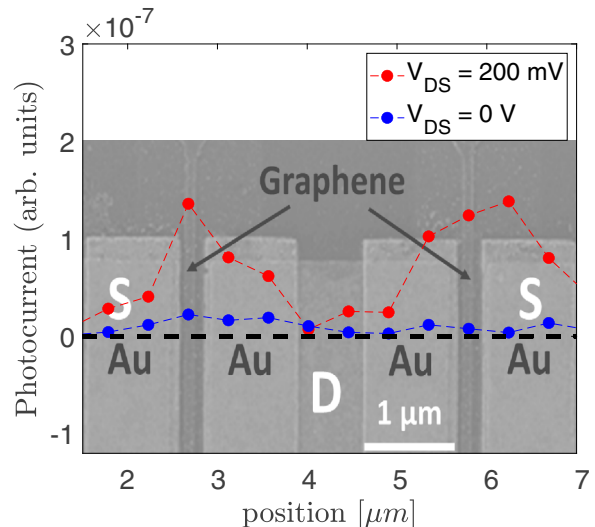 ×10⁻⁷
3
2
1
0
-1
Photocurrent (arb. units)
V_DS = 200 mV
V_DS = 0 V
Graphene
S S
Au Au Au Au
D
1 μm
2 3 4 5 6 7
position [μm]